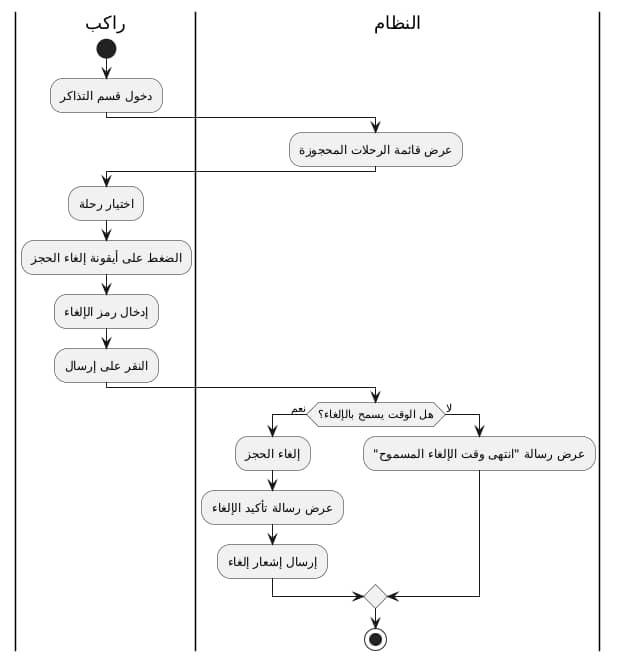 راكب
النظام
دخول قسم التذاكر
عرض قائمة الرحلات المحجوزة
اختيار رحلة
الضغط على أيقونة إلغاء الحجز
إدخال رمز الإلغاء
النقر على إرسال
هل الوقت يسمح بالإلغاء؟
نعم
لا
إلغاء الحجز
عرض رسالة "انتهى وقت الإلغاء المسموح"
عرض رسالة تأكيد الإلغاء
إرسال إشعار إلغاء